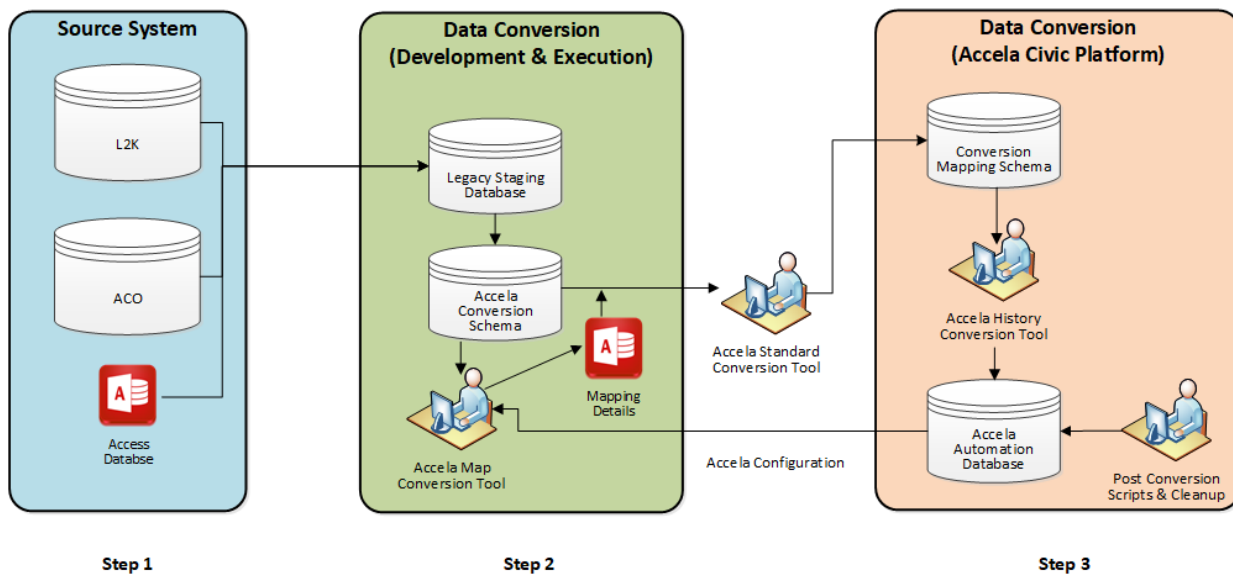 Source System
L2K
ACO
A
Access
Databse
Data Conversion
(Development & Execution)
Legacy Staging
Database
Accela
Conversion
Schema
A
Mapping
Details
Accela Map
Conversion Tool
Accela Standard
Conversion Tool
Accela Configuration
Data Conversion
(Accela Civic Platform)
Conversion
Mapping Schema
Accela History
Conversion Tool
Accela
Automation
Database
Post Conversion
Scripts & Cleanup
Step 1
Step 2
Step 3